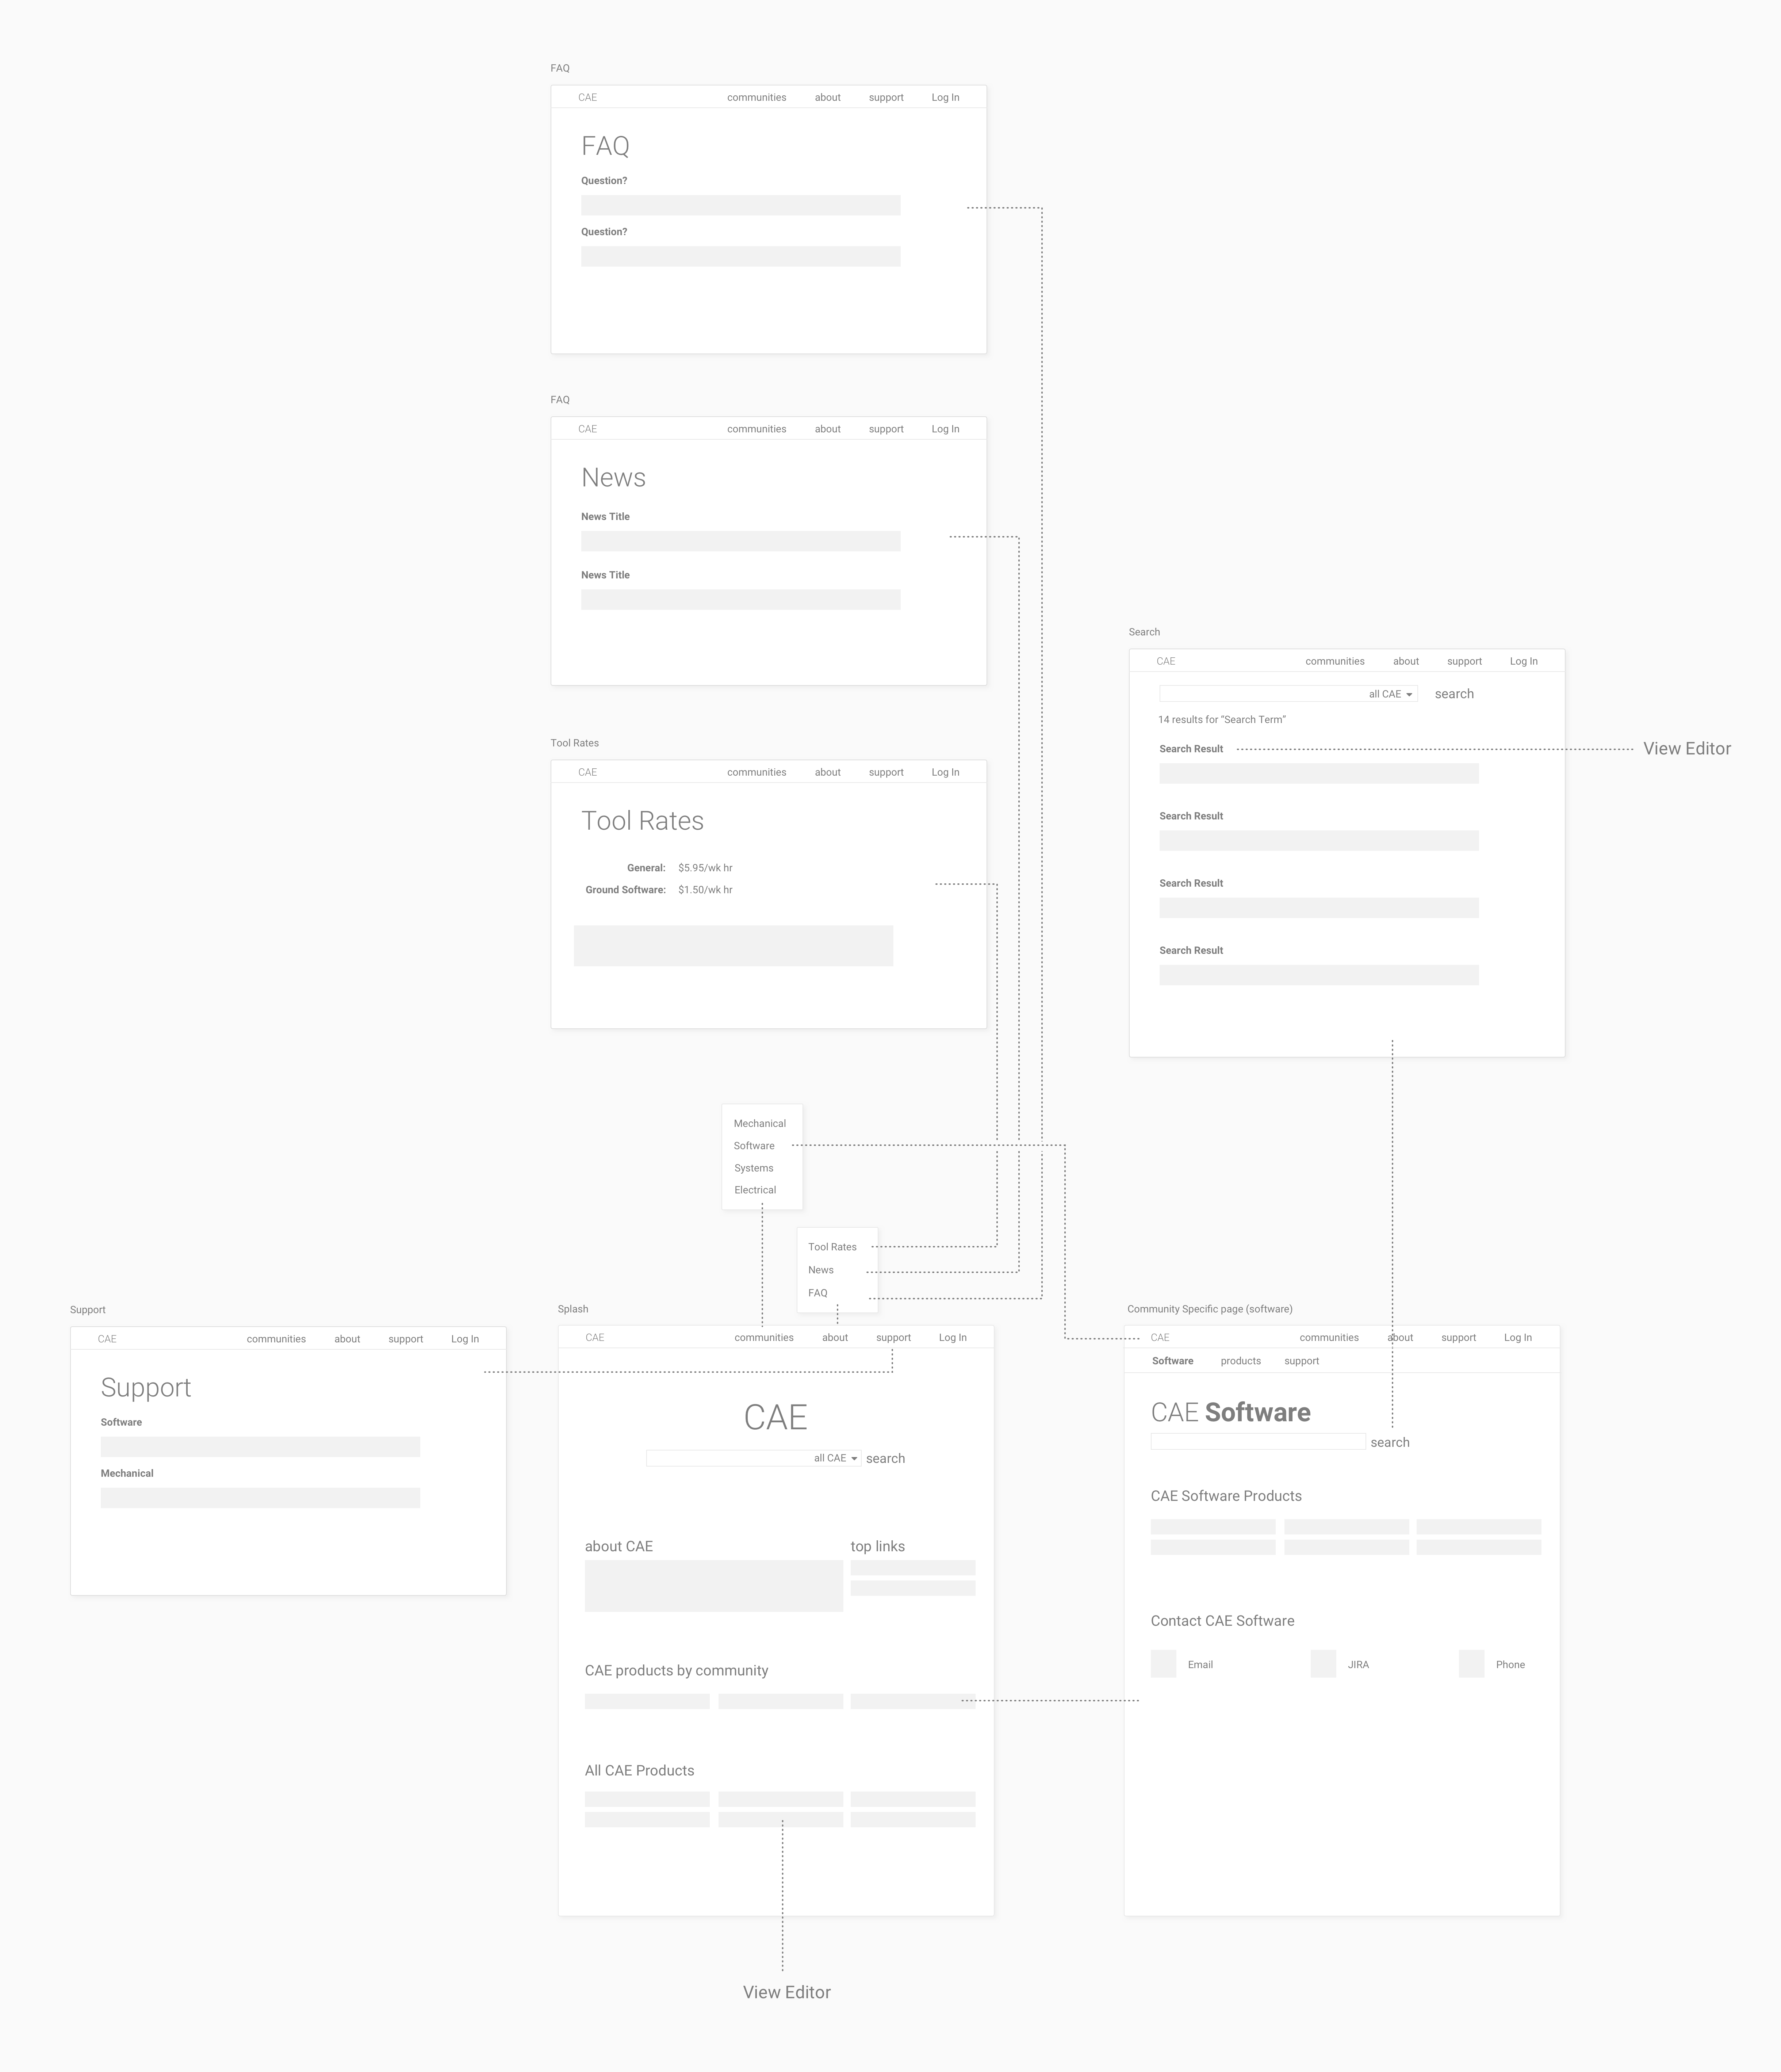 FAQ
CAE communities about support Log In
FAQ
Question?
Question?
FAQ
CAE communities about support Log In
News
News Title
News Title
Tool Rates
CAE communities about support Log In
Tool Rates
General: $5.95/wk hr
Ground Software: $1.50/wk hr
Search
CAE communities about support Log In
all CAE search
14 results for “Search Term”
Search Result
View Editor
Search Result
Search Result
Search Result
Mechanical
Software
Systems
Electrical
Tool Rates
News
FAQ
Support
CAE communities about support Log In
Support
Software
Mechanical
Splash
CAE communities about support Log In
CAE
all CAE search
about CAE top links
CAE products by community
All CAE Products
View Editor
Community Specific page (software)
CAE communities about support Log In
Software products support
CAE Software
search
CAE Software Products
Contact CAE Software
Email JIRA Phone